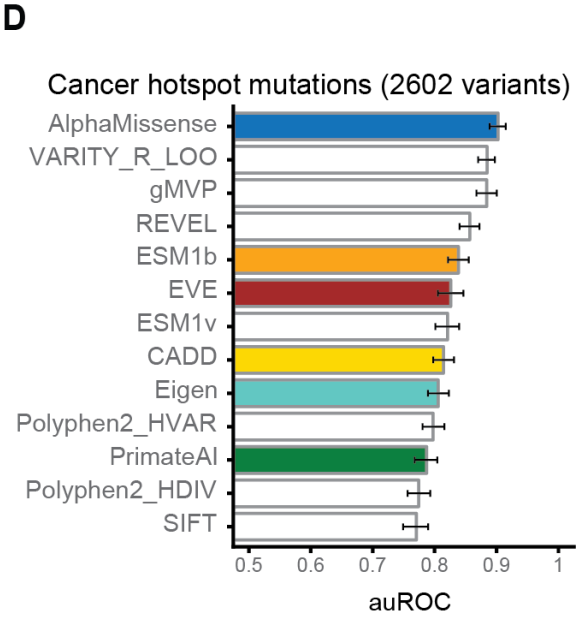 D
Cancer hotspot mutations (2602 variants)
AlphaMissense
VARITY_R_LOO
gMVP
REVEL
ESM1b
EVE
ESM1v
CADD
Eigen
Polyphen2_HVAR
PrimateAI
Polyphen2_HDIV
SIFT
0.5 0.6 0.7 0.8 0.9 1
auROC